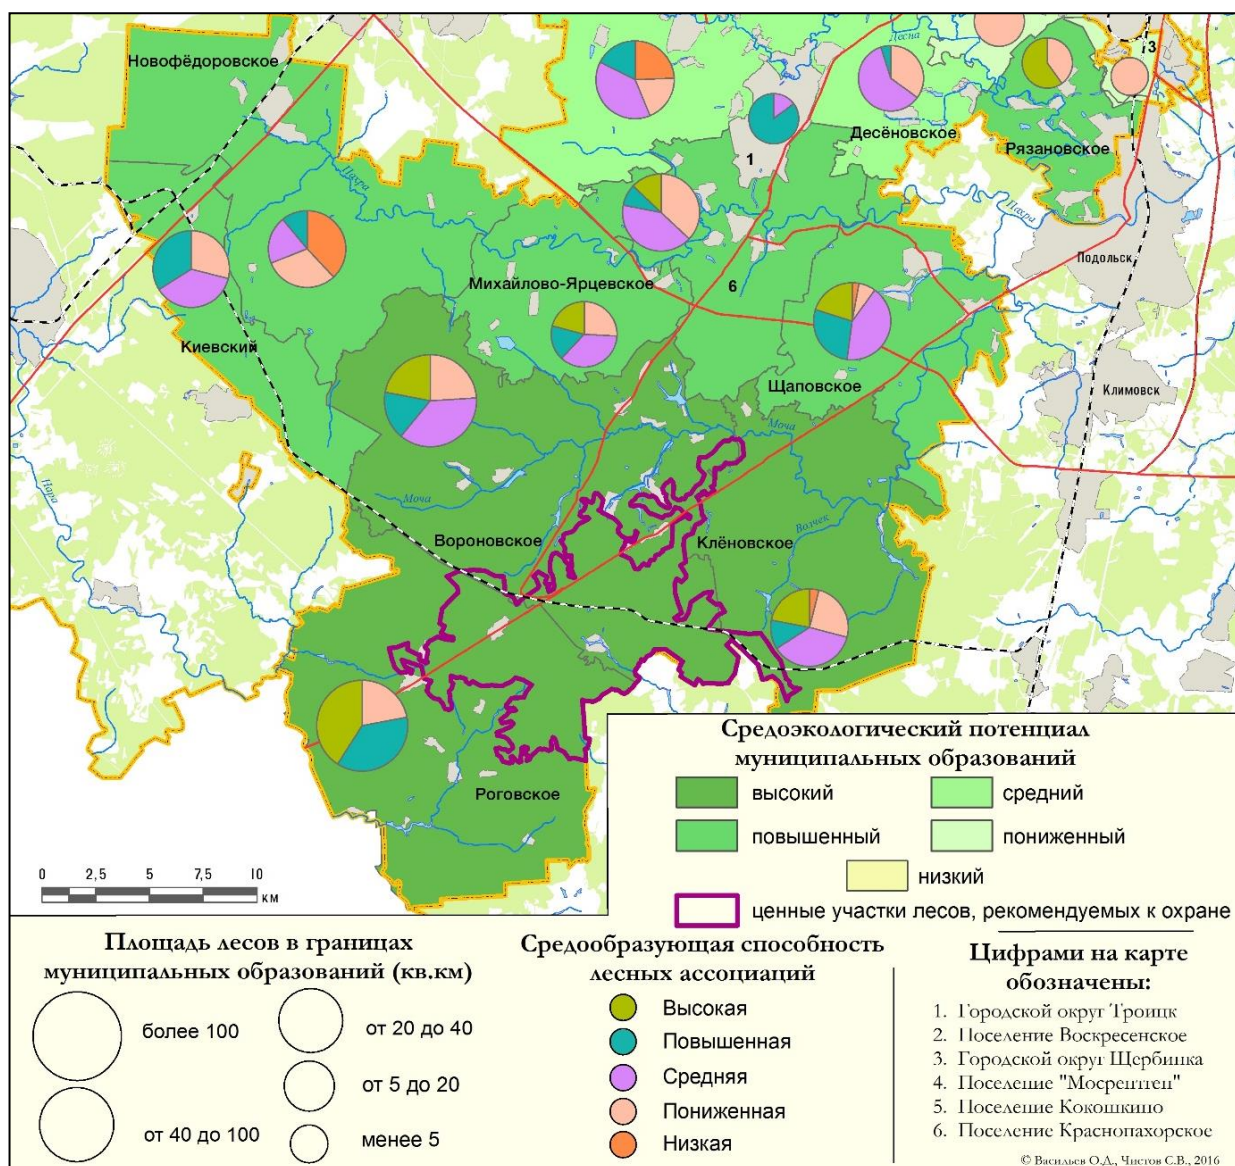 Новофёдоровское
Десна
3
Десёновское
1
Рязановское
Пахра
Пахра
Подольск
Михайлово-Ярцевское
6
Киевский
Щаповское
Климовск
Моча
Нара
Моча
Вороновское
Клёновское
Волчек
Роговское
0 2,5 5 7,5 10
км
Средоэкологический потенциал
муниципальных образований
высокий средний
повышенный пониженный
низкий
ценные участки лесов, рекомендуемых к охране
Площадь лесов в границах
муниципальных образований (кв.км)
более 100 от 20 до 40
от 5 до 20
от 40 до 100 менее 5
Средообразующая способность
лесных ассоциаций
Высокая
Повышенная
Средняя
Пониженная
Низкая
Цифрами на карте
обозначены:
1. Городской округ Троицк
2. Поселение Воскресенское
3. Городской округ Щербинка
4. Поселение "Мосрентген"
5. Поселение Кокошкино
6. Поселение Краснопахорское
© Васильев О.Д., Чистов С.В., 2016